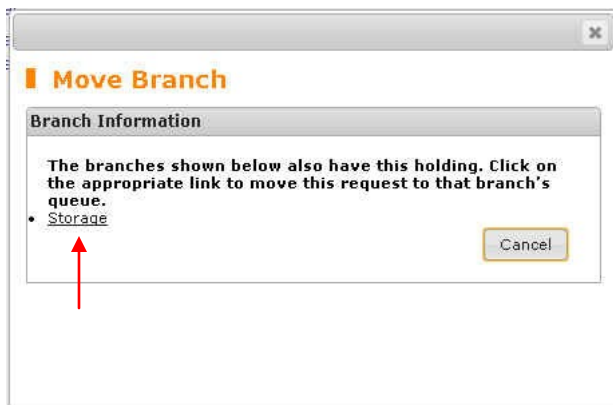 Move Branch
Branch Information
The branches shown below also have this holding. Click on
the appropriate link to move this request to that branch's
queue.
• Storage
Cancel